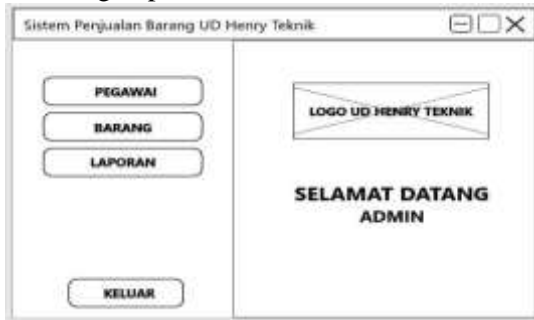 Sistem Penjualan Barang UD Henry Teknik
PEGAWAI
BARANG
LAPORAN
KELUAR
LOGO UD HENRY TEKNIK
SELAMAT DATANG
ADMIN